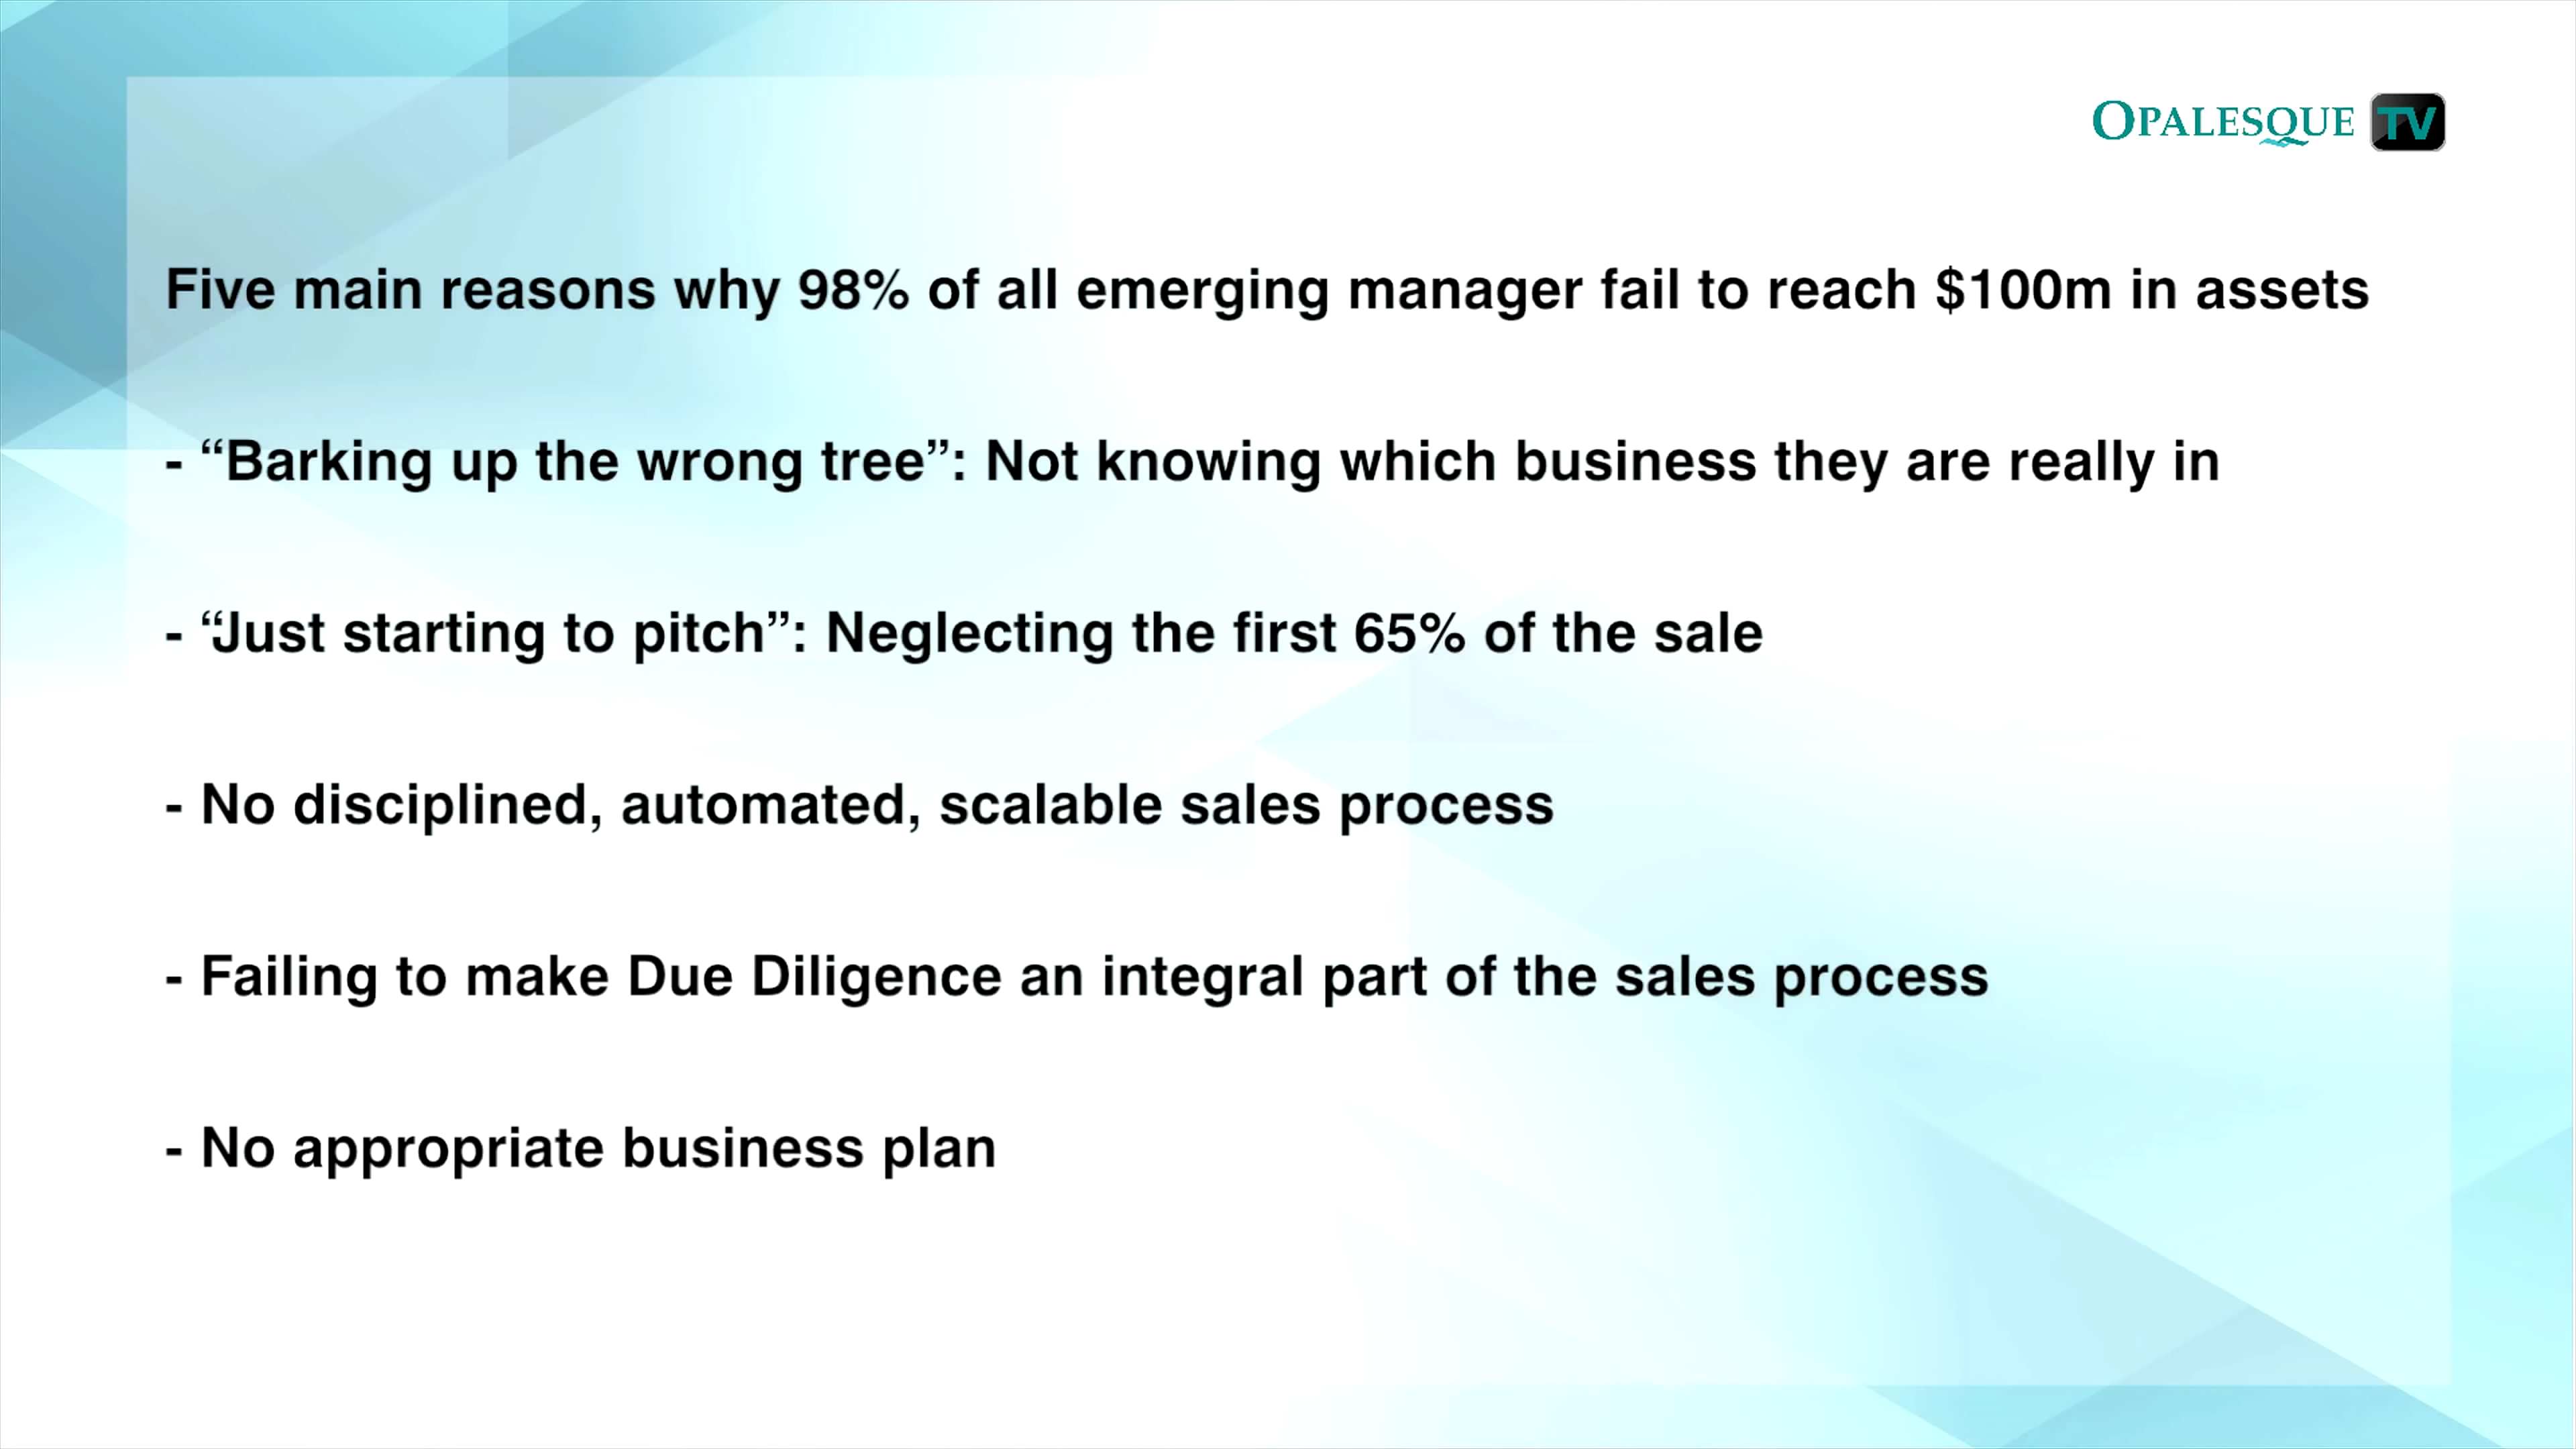 OPALESQUE TV
Five main reasons why 98% of all emerging manager fail to reach $100m in assets
- “Barking up the wrong tree”: Not knowing which business they are really in
- “Just starting to pitch”: Neglecting the first 65% of the sale
- No disciplined, automated, scalable sales process
- Failing to make Due Diligence an integral part of the sales process
- No appropriate business plan